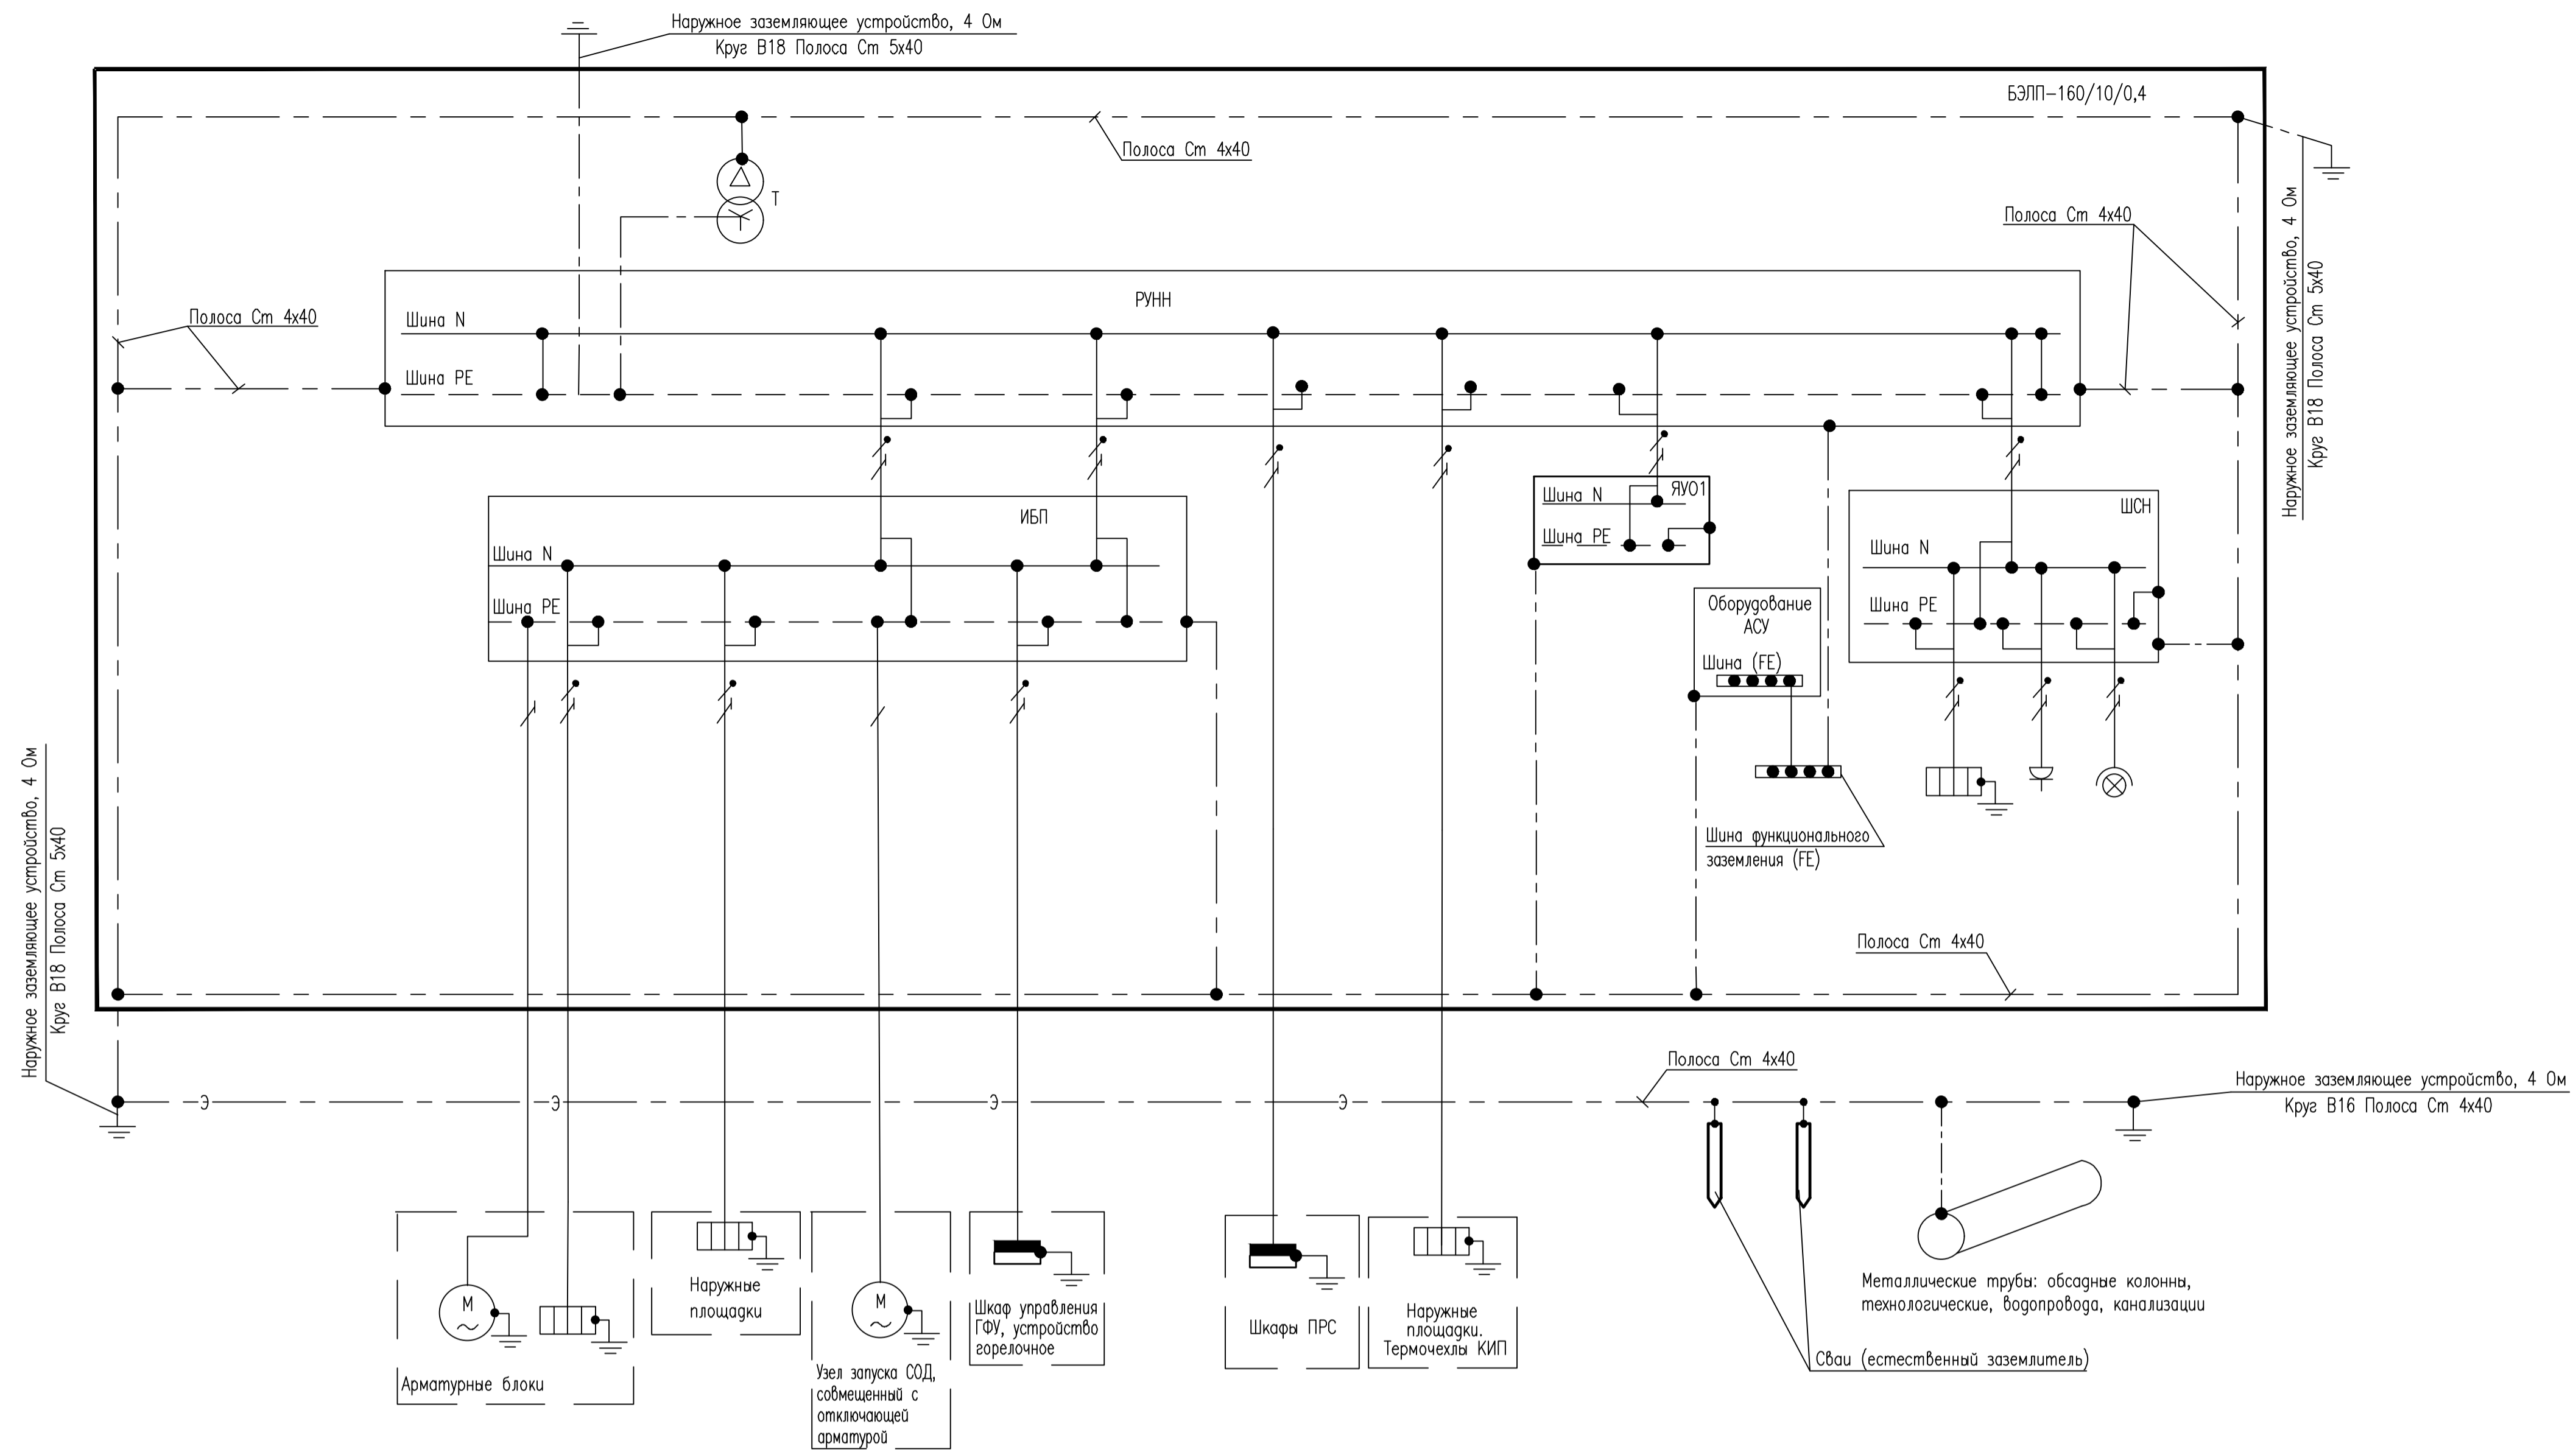 Наружное заземляющее устройство, 4 Ом
Круг В18 Полоса Ст 5х40
БЭЛП-160/10/0,4
Полоса Ст 4х40
Т
Полоса Ст 4х40
Наружное заземляющее устройство, 4 Ом
Круг В18 Полоса Ст 5х40
РУНН
Полоса Ст 4х40
Шина N
Шина РЕ
ИБП
Шина N
Шина РЕ
ЯУО1
Шина N
Шина РЕ
ШСН
Шина N
Шина РЕ
Оборудование
АСУ
Шина (FE)
Шина функционального
заземления (FE)
Наружное заземляющее устройство, 4 Ом
Круг В18 Полоса Ст 5х40
Полоса Ст 4х40
Полоса Ст 4х40
Э
Э
Э
Э
Наружное заземляющее устройство, 4 Ом
Круг В16 Полоса Ст 4х40
М
Арматурные блоки
Наружные
площадки
М
Узел запуска СОД,
совмещенный с
отключающей
арматурой
Шкаф управления
ГФУ, устройство
горелочное
Шкафы ПРС
Наружные
площадки.
Термочехлы КИП
Металлические трубы: обсадные колонны,
технологические, водопровода, канализации
Сваи (естественный заземлитель)